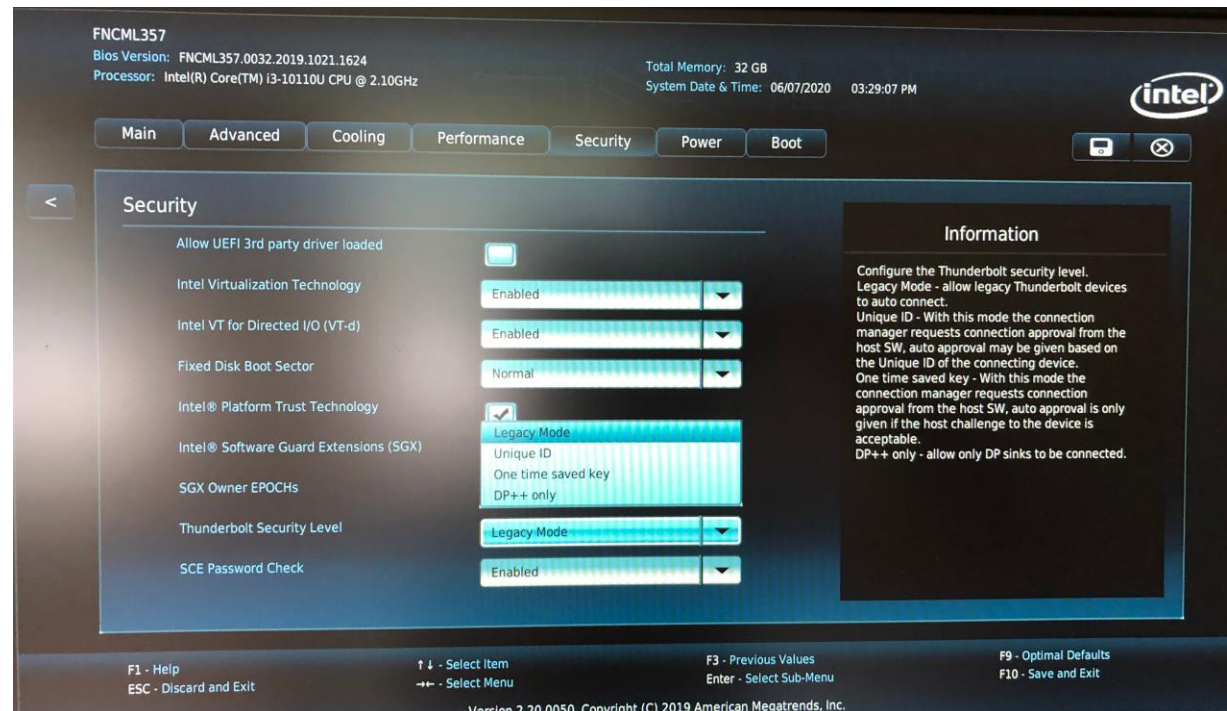 FNCML357
Bios Version: FNCML357.0032.2019.1021.1624
Processor: Intel(R) Core(TM) i3-10110U CPU @ 2.10GHz
Total Memory: 32 GB
System Date & Time: 06/07/2020 03:29:07 PM
intel
Main Advanced Cooling Performance Security Power Boot
<
Security
Allow UEFI 3rd party driver loaded
Intel Virtualization Technology Enabled
Intel VT for Directed I/O (VT-d) Enabled
Fixed Disk Boot Sector Normal
Intel® Platform Trust Technology
Intel® Software Guard Extensions (SGX)
SGX Owner EPOCHs
Legacy Mode
Unique ID
One time saved key
DP++ only
Thunderbolt Security Level Legacy Mode
SCE Password Check Enabled
Information
Configure the Thunderbolt security level.
Legacy Mode - allow legacy Thunderbolt devices
to auto connect.
Unique ID - With this mode the connection
manager requests connection approval from the
host SW, auto approval may be given based on
the Unique ID of the connecting device.
One time saved key - With this mode the
connection manager requests connection
approval from the host SW, auto approval is only
given if the host challenge to the device is
acceptable.
DP++ only - allow only DP sinks to be connected.
F1 - Help
ESC - Discard and Exit
↑↓ - Select Item
→← - Select Menu
F3 - Previous Values
Enter - Select Sub-Menu
F9 - Optimal Defaults
F10 - Save and Exit
Version 2.20.0050. Copyright (C) 2019 American Megatrends, Inc.